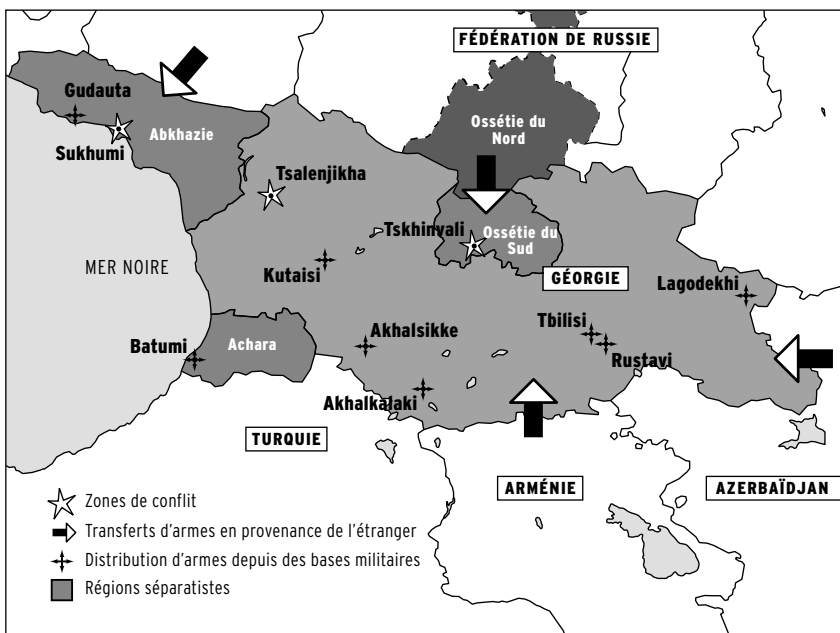 FÉDÉRATION DE RUSSIE
Gudauta
Abkhazie
Sukhumi
Ossétie du
Nord
Tsalenjikha
Tskhinvali
Ossétie du
Sud
MER NOIRE
Kutaisi
GÉORGIE
Lagodekhi
Batumi
Achara
Akhalsikke
Tbilisi
Rustavi
Akhalkalaki
TURQUIE
ARMÉNIE
AZERBAÏDJAN
Zones de conflit
Transferts d'armes en provenance de l'étranger
Distribution d'armes depuis des bases militaires
Régions séparatistes